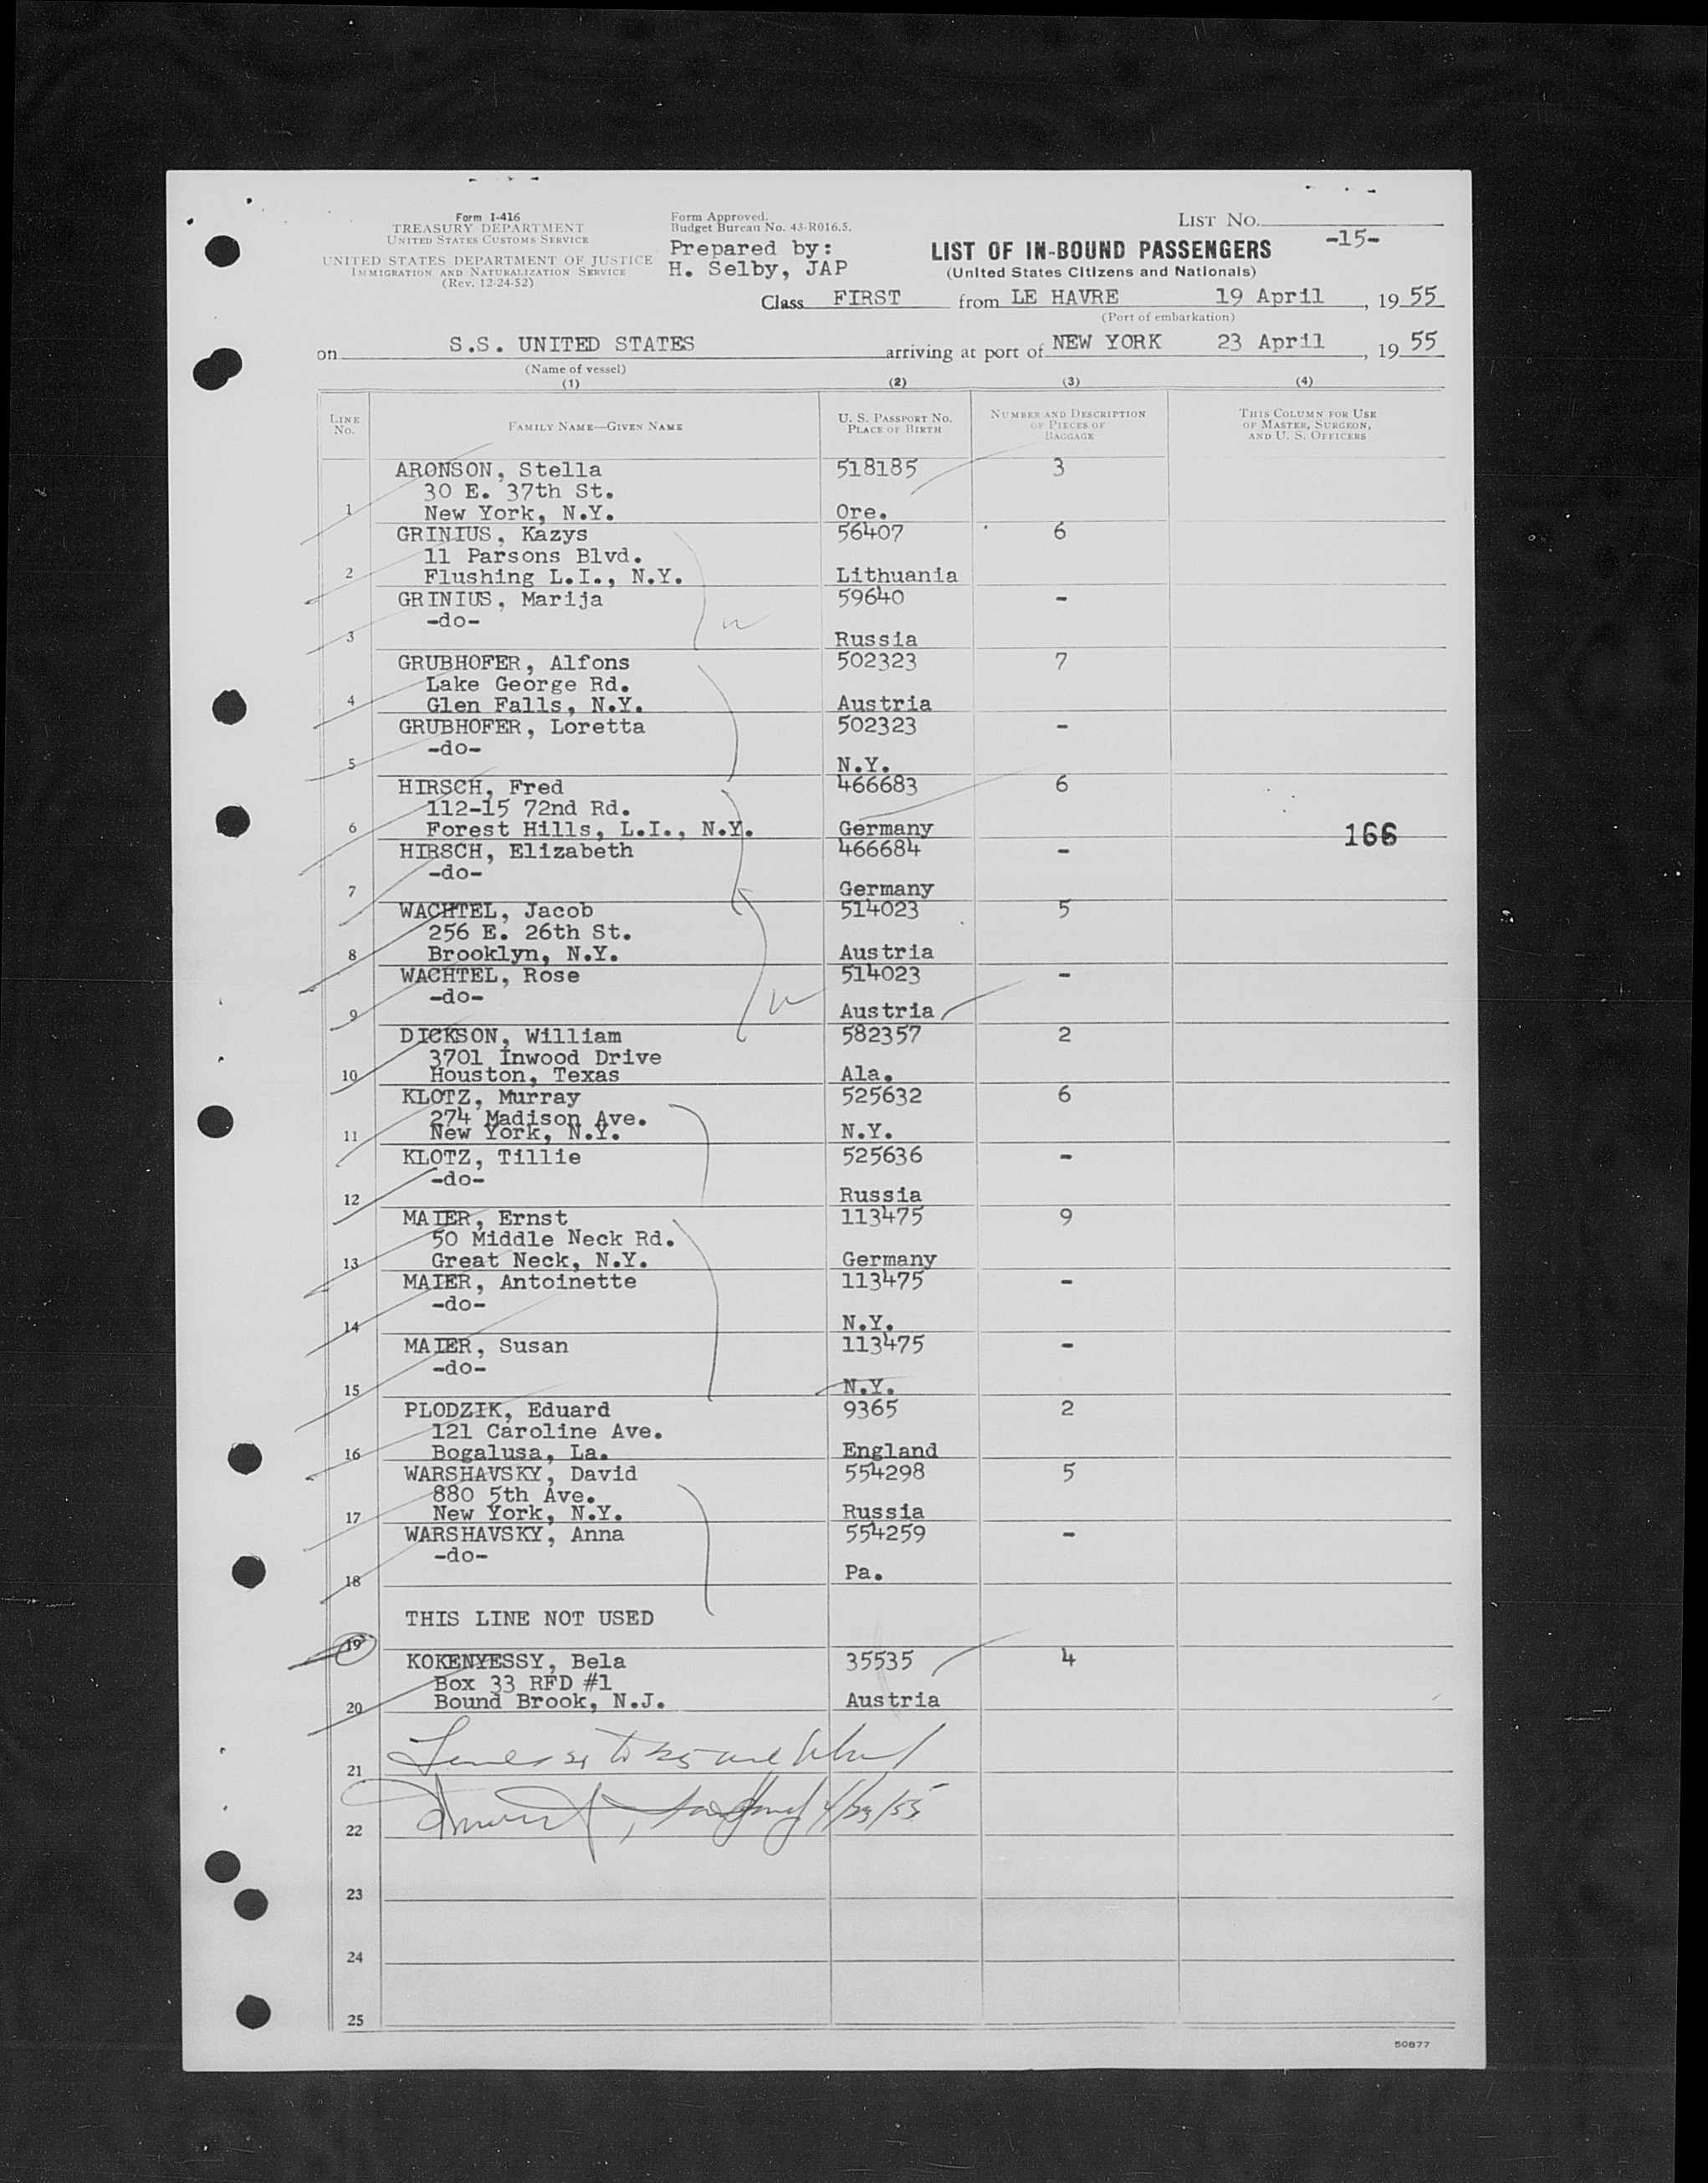 Form I-416
TREASURY DEPARTMENT
UNITED STATES CUSTOMS SERVICE
UNITED STATES DEPARTMENT OF JUSTICE
IMMIGRATION AND NATURALIZATION SERVICE
(Rev. 12-24-52)
Form Approved.
Budget Bureau No. 43-R016.5.
Prepared by:
H. Selby, JAP
LIST NO.
-15-
LIST OF IN-BOUND PASSENGERS
(United States Citizens and Nationals)
Class FIRST from LE HAVRE 19 April, 1955
(Port of embarkation)
on S.S. UNITED STATES arriving at port of NEW YORK 23 April, 1955
(Name of vessel)
(1) (2) (3) (4)
LINE NO. FAMILY NAME—GIVEN NAME U. S. PASSPORT NO. PLACE OF BIRTH NUMBER AND DESCRIPTION OF PIECES OF BAGGAGE THIS COLUMN FOR USE OF MASTER, SURGEON, AND U. S. OFFICERS
ARONSON, Stella 518185 3
30 E. 37th St.
1 New York, N.Y. Ore.
GRINIUS, Kazys 56407 6
11 Parsons Blvd.
2 Flushing L.I., N.Y. Lithuania
GRINIUS, Marija 59640 -
-do-
3 Russia
GRUBHOFER, Alfons 502323 7
Lake George Rd.
4 Glen Falls, N.Y. Austria
GRUBHOFER, Loretta 502323 -
-do-
5 N.Y.
HIRSCH, Fred 466683 6
112-15 72nd Rd.
6 Forest Hills, L.I., N.Y. Germany 166
HIRSCH, Elizabeth 466684 -
-do-
7 Germany
WACHTEL, Jacob 514023 5
256 E. 26th St.
8 Brooklyn, N.Y. Austria
WACHTEL, Rose 514023 -
-do-
9 Austria
DICKSON, William 582357 2
3701 Inwood Drive
10 Houston, Texas Ala.
KLOTZ, Murray 525632 6
274 Madison Ave.
11 New York, N.Y. N.Y.
KLOTZ, Tillie 525636 -
-do-
12 Russia
MAIER, Ernst 113475 9
50 Middle Neck Rd.
13 Great Neck, N.Y. Germany
MAIER, Antoinette 113475 -
-do-
14 N.Y.
MAIER, Susan 113475 -
-do-
15 N.Y.
PLODZIK, Eduard 9365 2
121 Caroline Ave.
16 Bogalusa, La. England
WARSHAVSKY, David 554298 5
880 5th Ave.
17 New York, N.Y. Russia
WARSHAVSKY, Anna 554259 -
-do-
18 Pa.
THIS LINE NOT USED
19
KOKENYESSY, Bela 35535 4
Box 33 RFD #1
20 Bound Brook, N.J. Austria
Lines 21 to 25 are
21
4/23/55
22
23
24
25
50877